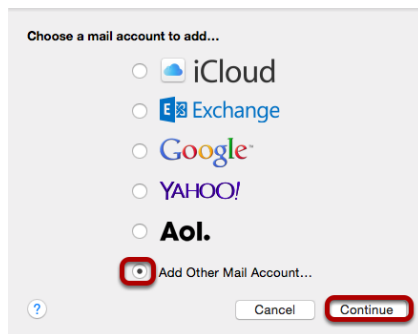 Choose a mail account to add...
iCloud
E Exchange
Google
YAHOO!
Aol.
Add Other Mail Account...
? Cancel Continue